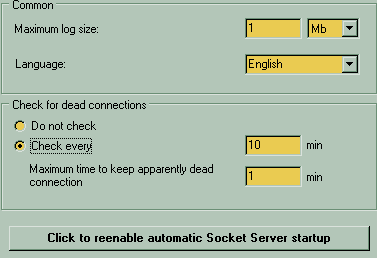 Common
Maximum log size:
1
Mb
Language:
English
Check for dead connections
Do not check
Check every
10
min
Maximum time to keep apparently dead
connection
1
min
Click to reenable automatic Socket Server startup